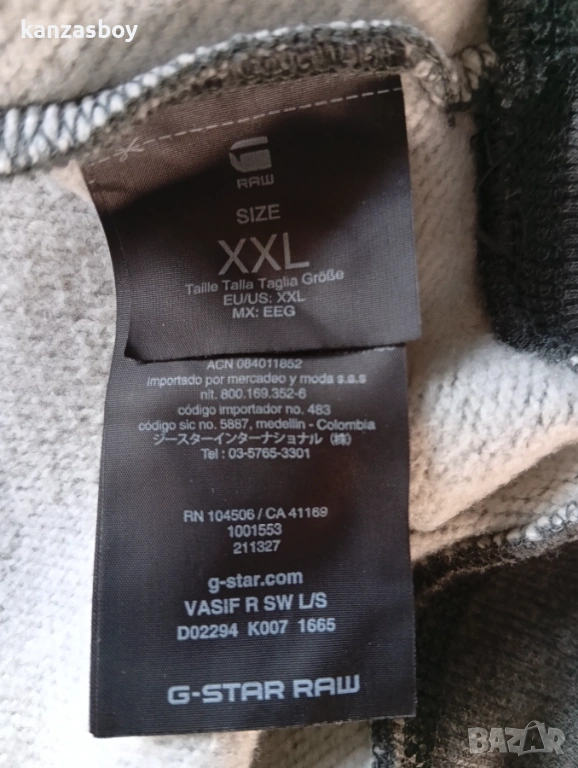 kanzasboy
RAW
SIZE
XXL
Taille Talla Taglia Größe
EU/US: XXL
MX: EEG
ACN 084011852
importado por mercadeo y moda s.a.s
nit. 800.169.352-6
código importador no. 483
código sic no. 5887, medellin - Colombia
ジースターインターナショナル（株）
Tel : 03-5765-3301
RN 104506 / CA 41169
1001553
211327
g-star.com
VASIF R SW L/S
D02294 K007 1665
G-STAR RAW
BAZAR